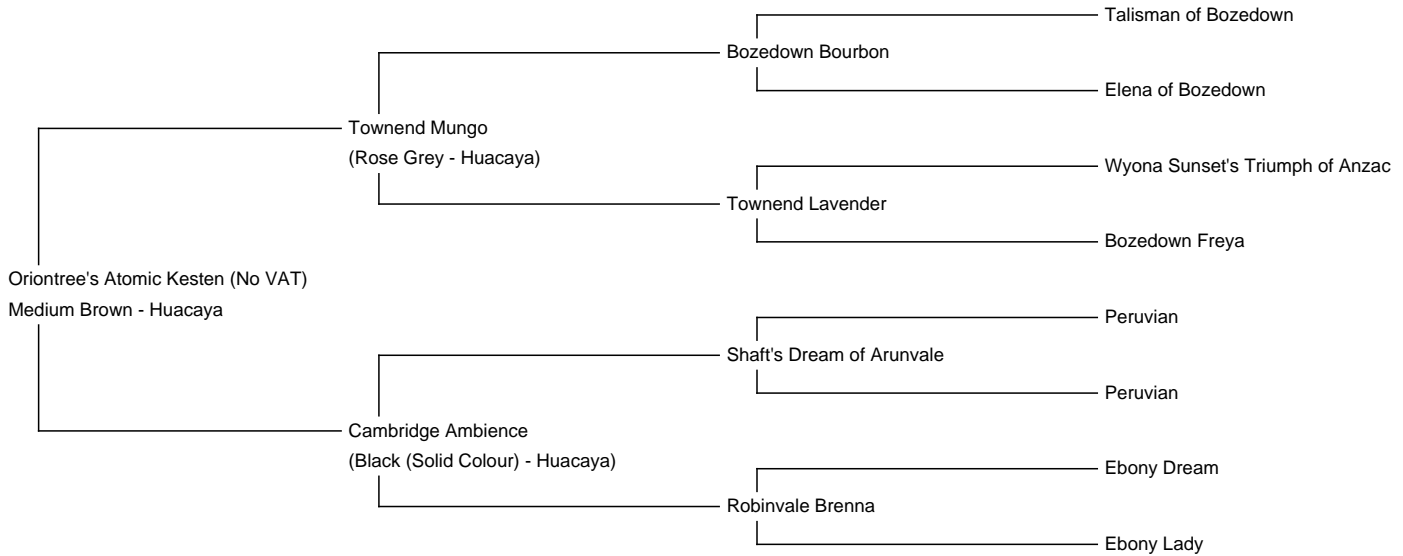 Talisman of Bozedown
Bozedown Bourbon
Elena of Bozedown
Townend Mungo
(Rose Grey - Huacaya)
Wyona Sunset's Triumph of Anzac
Townend Lavender
Bozedown Freya
Oriontree's Atomic Kesten (No VAT)
Medium Brown - Huacaya
Peruvian
Shaft's Dream of Arunvale
Peruvian
Cambridge Ambience
(Black (Solid Colour) - Huacaya)
Ebony Dream
Robinvale Brenna
Ebony Lady